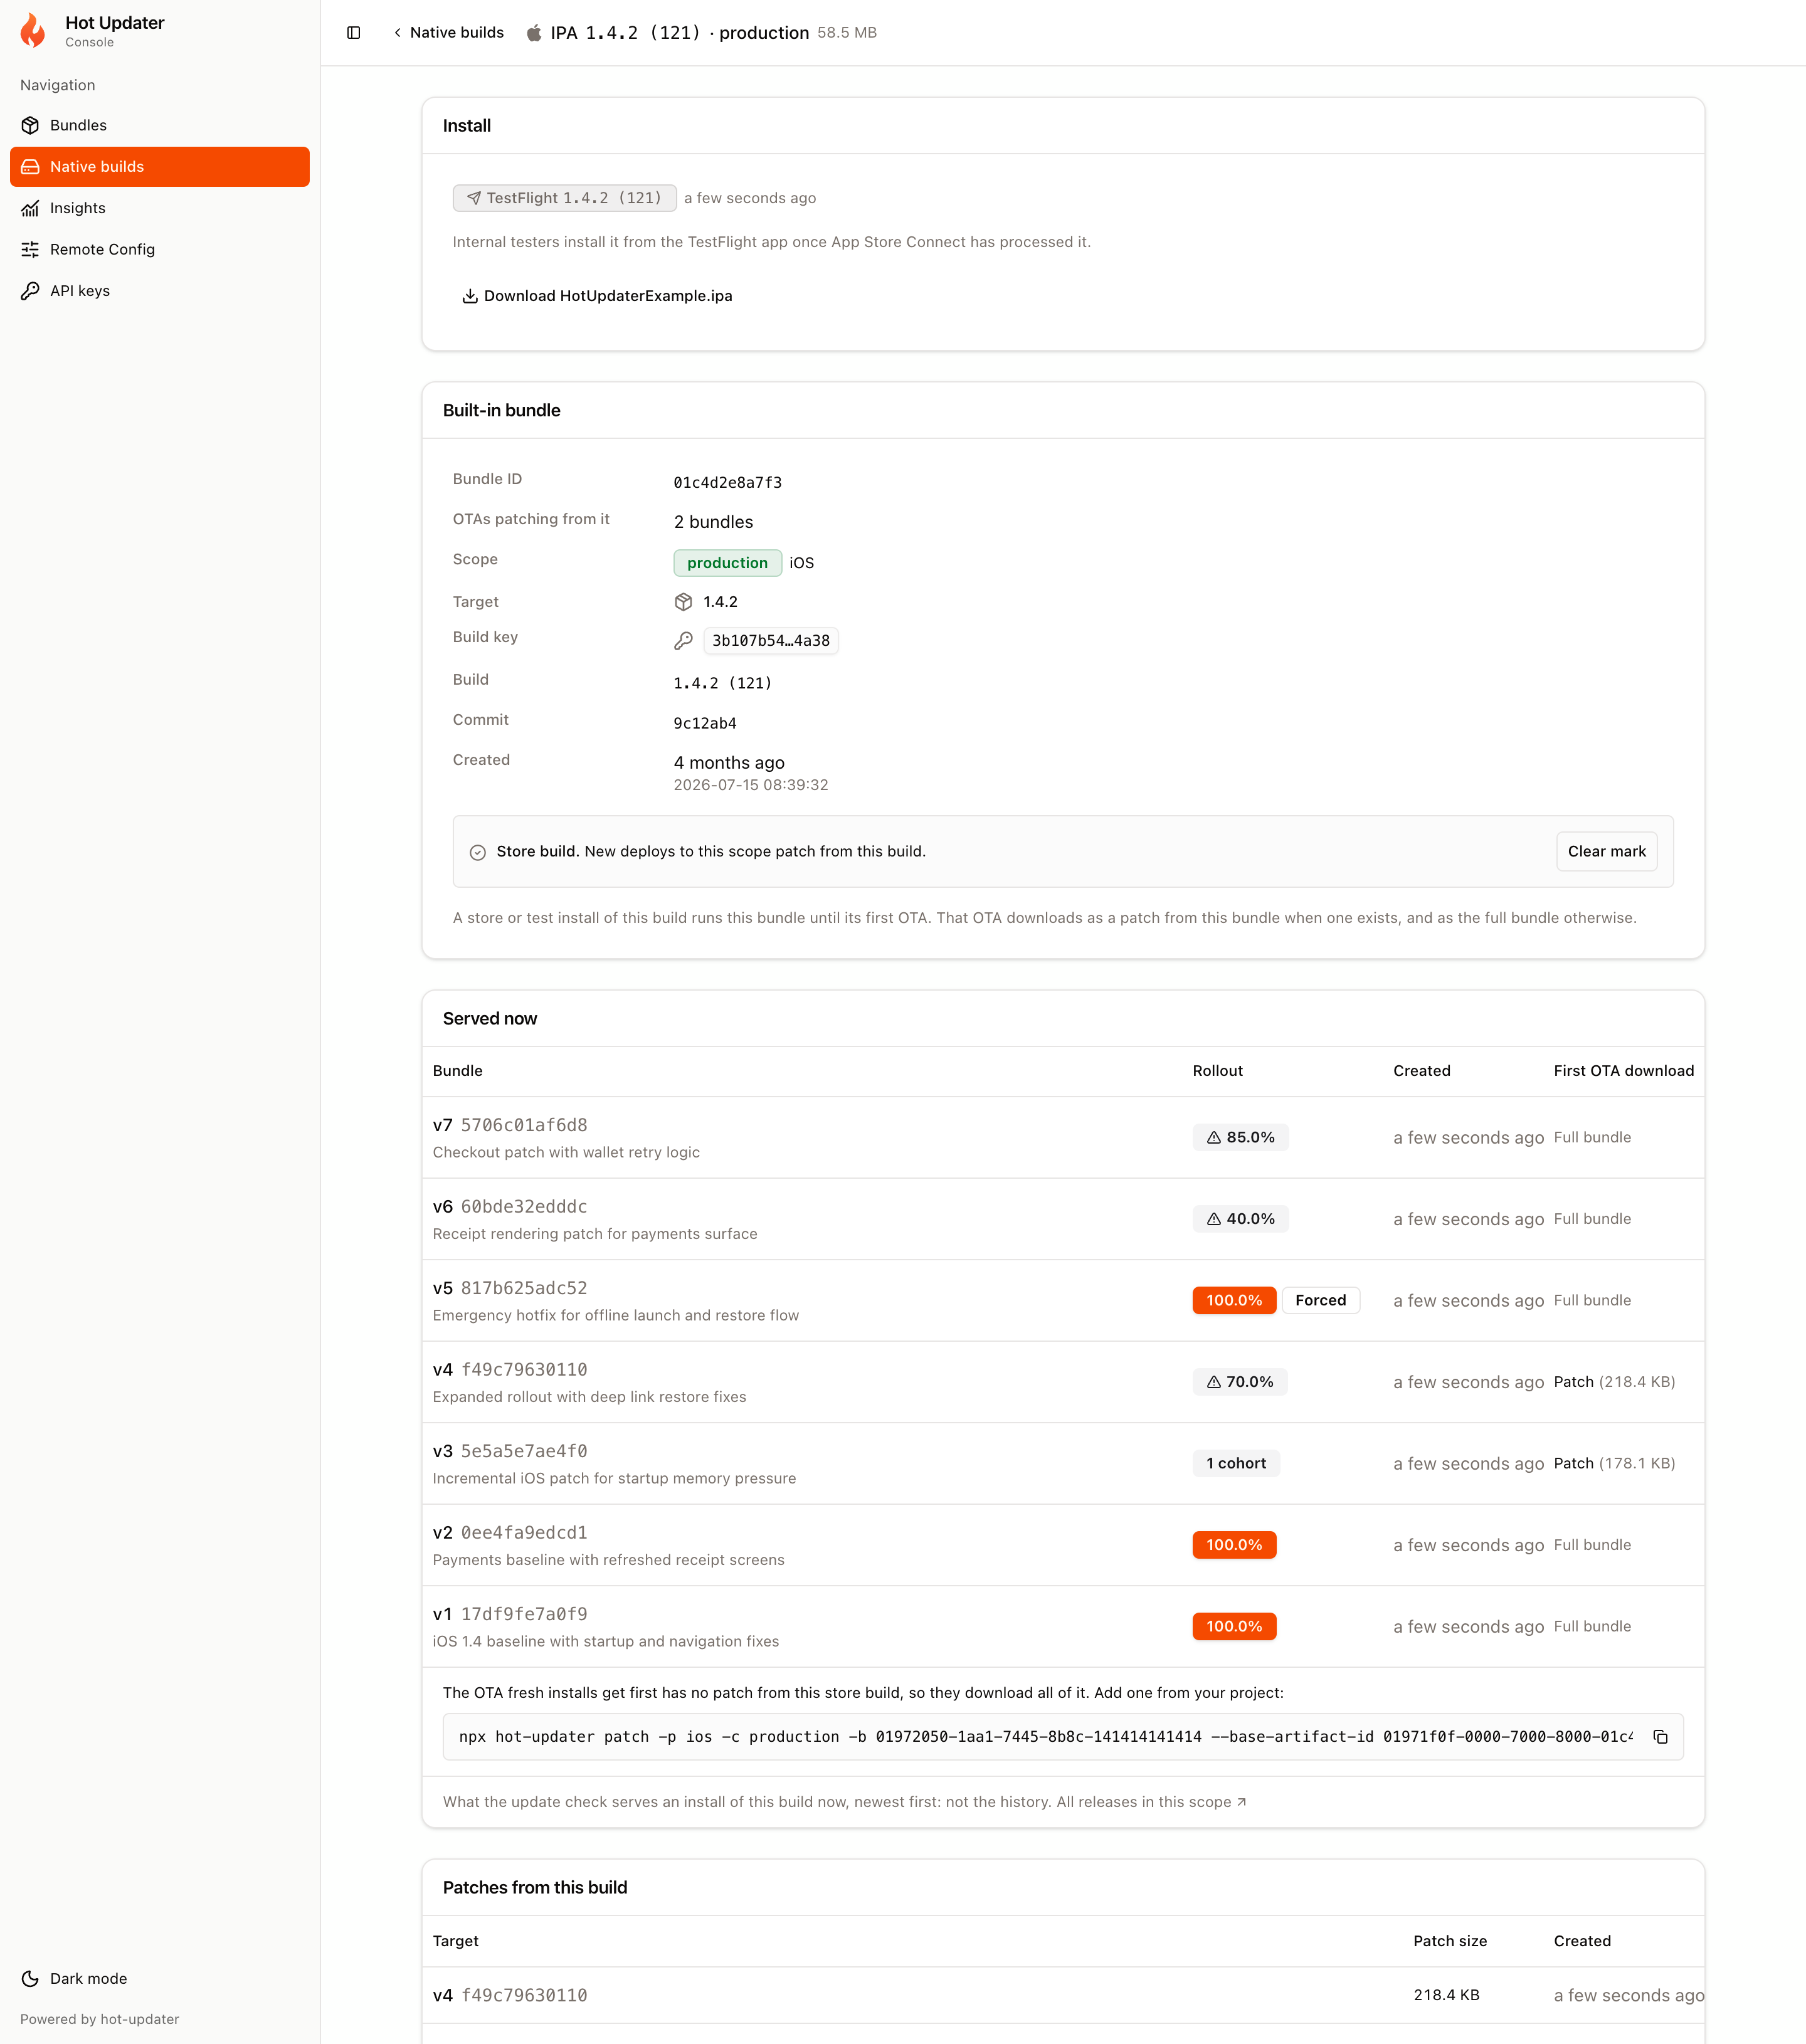 Hot Updater
Console
Navigation
Bundles
Native builds
Insights
Remote Config
API keys
Dark mode
Powered by hot-updater
Native builds IPA 1.4.2 (121) · production 58.5 MB
Install
TestFlight 1.4.2 (121) a few seconds ago
Internal testers install it from the TestFlight app once App Store Connect has processed it.
Download HotUpdaterExample.ipa
Built-in bundle
Bundle ID 01c4d2e8a7f3
OTAs patching from it 2 bundles
Scope production iOS
Target 1.4.2
Build key 3b107b54…4a38
Build 1.4.2 (121)
Commit 9c12ab4
Created 4 months ago
2026-07-15 08:39:32
Store build. New deploys to this scope patch from this build. Clear mark
A store or test install of this build runs this bundle until its first OTA. That OTA downloads as a patch from this bundle when one exists, and as the full bundle otherwise.
Served now
Bundle Rollout Created First OTA download
v7 5706c01af6d8 85.0% a few seconds ago Full bundle
Checkout patch with wallet retry logic
v6 60bde32edddc 40.0% a few seconds ago Full bundle
Receipt rendering patch for payments surface
v5 817b625adc52 100.0% Forced a few seconds ago Full bundle
Emergency hotfix for offline launch and restore flow
v4 f49c79630110 70.0% a few seconds ago Patch (218.4 KB)
Expanded rollout with deep link restore fixes
v3 5e5a5e7ae4f0 1 cohort a few seconds ago Patch (178.1 KB)
Incremental iOS patch for startup memory pressure
v2 0ee4fa9edcd1 100.0% a few seconds ago Full bundle
Payments baseline with refreshed receipt screens
v1 17df9fe7a0f9 100.0% a few seconds ago Full bundle
iOS 1.4 baseline with startup and navigation fixes
The OTA fresh installs get first has no patch from this store build, so they download all of it. Add one from your project:
npx hot-updater patch -p ios -c production -b 01972050-1aa1-7445-8b8c-141414141414 --base-artifact-id 01971f0f-0000-7000-8000-01c4
What the update check serves an install of this build now, newest first: not the history. All releases in this scope ↗
Patches from this build
Target Patch size Created
v4 f49c79630110 218.4 KB a few seconds ago